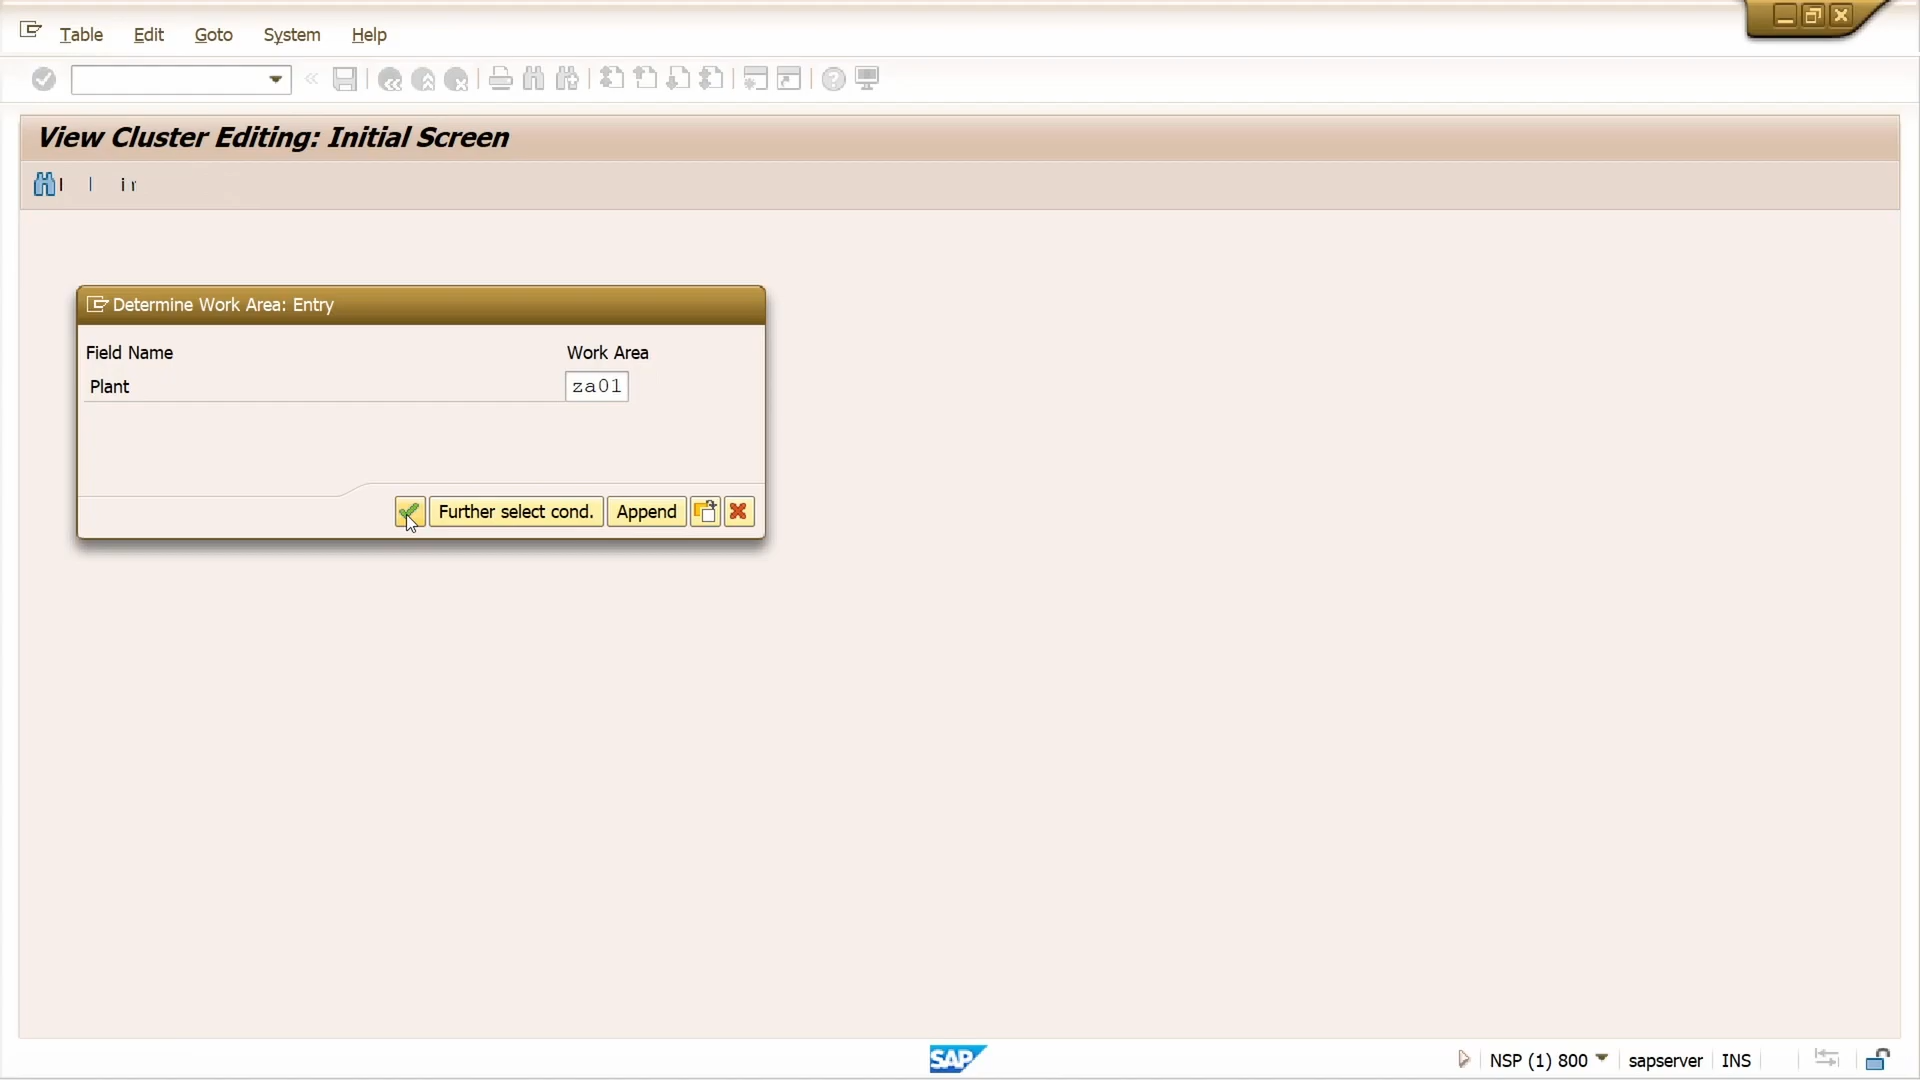 Table Edit Goto System Help
View Cluster Editing: Initial Screen
Determine Work Area: Entry
Field Name Work Area
Plant za01
Further select cond. Append
SAP NSP (1) 800 sapserver INS